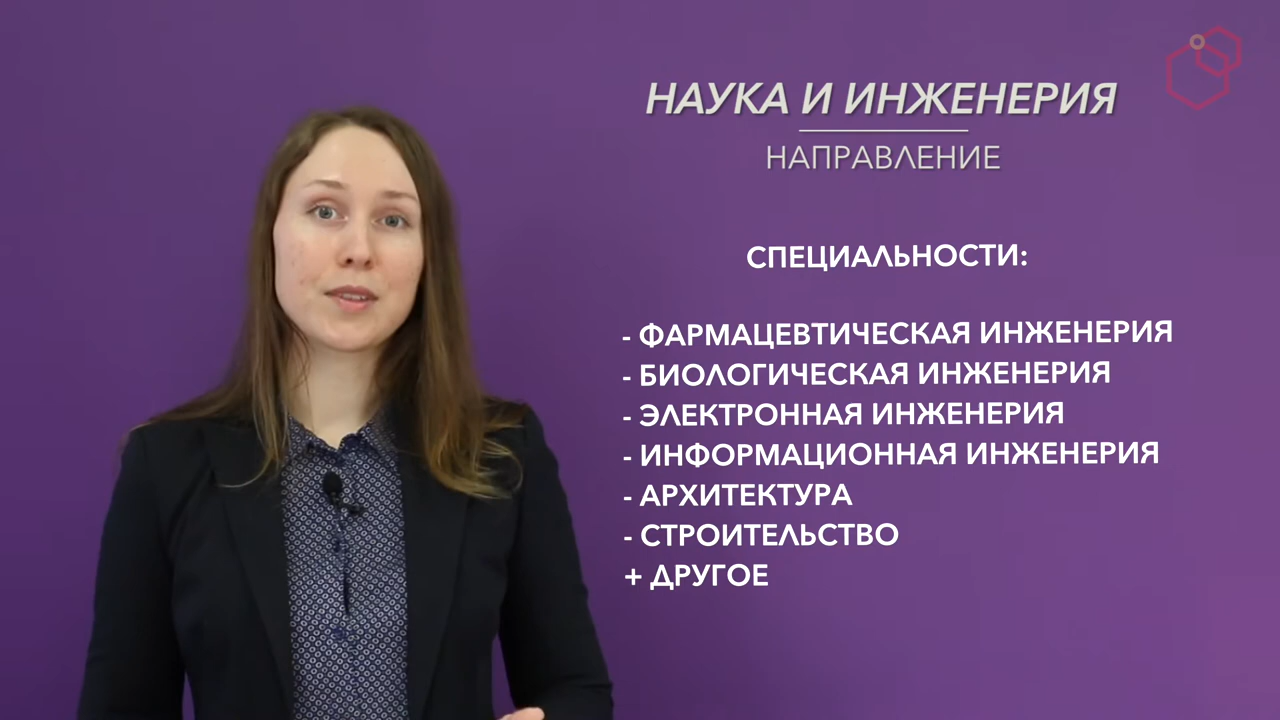 НАУКА И ИНЖЕНЕРИЯ
НАПРАВЛЕНИЕ
СПЕЦИАЛЬНОСТИ:
- ФАРМАЦЕВТИЧЕСКАЯ ИНЖЕНЕРИЯ
- БИОЛОГИЧЕСКАЯ ИНЖЕНЕРИЯ
- ЭЛЕКТРОННАЯ ИНЖЕНЕРИЯ
- ИНФОРМАЦИОННАЯ ИНЖЕНЕРИЯ
- АРХИТЕКТУРА
- СТРОИТЕЛЬСТВО
+ ДРУГОЕ